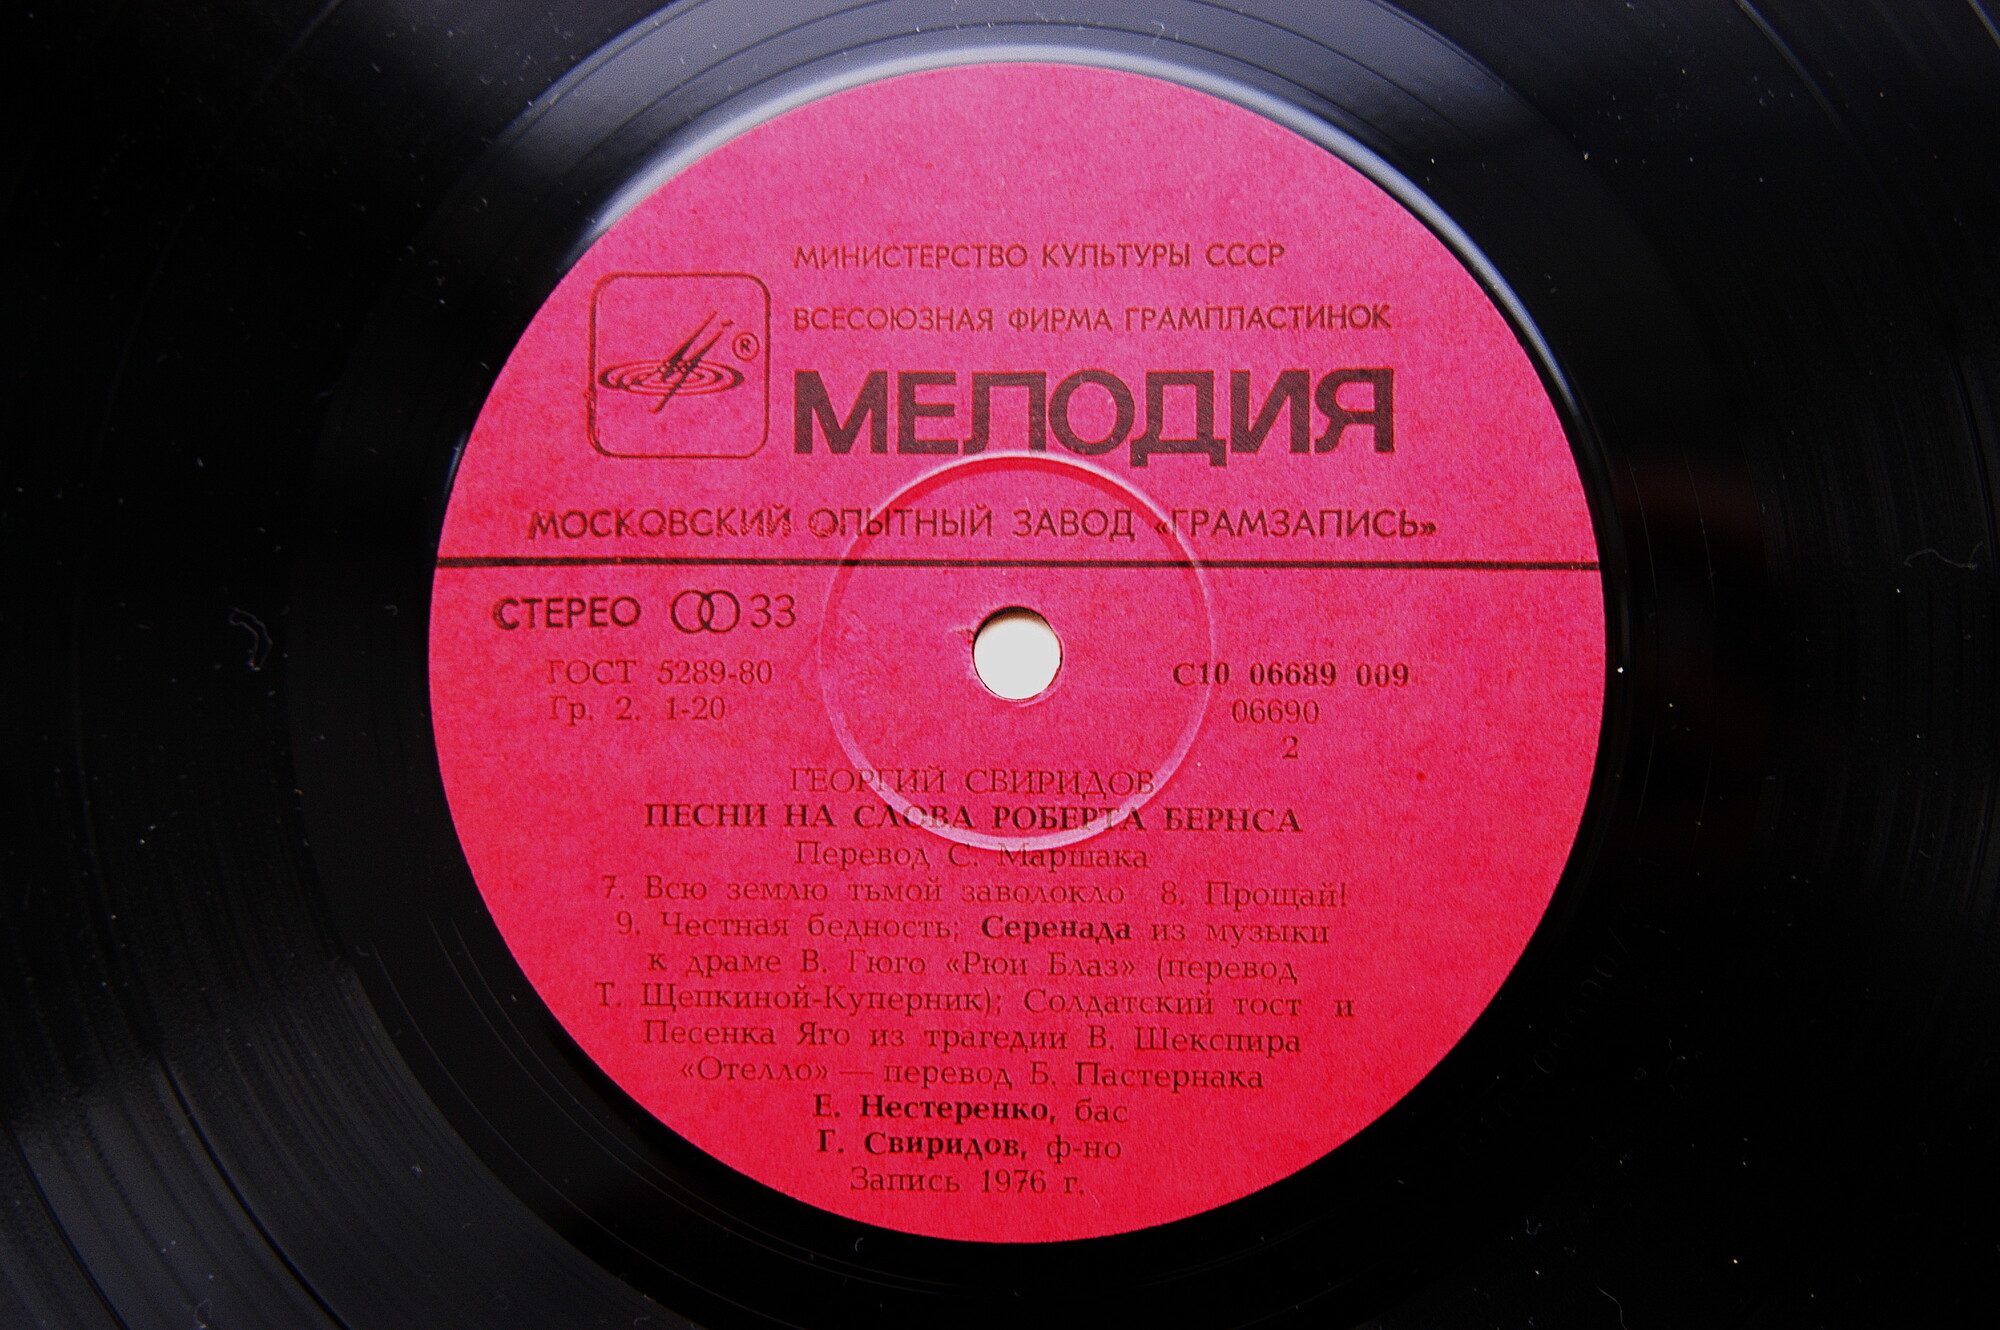 МИНИСТЕРСТВО КУЛЬТУРЫ СССР
ВСЕСОЮЗНАЯ ФИРМА ГРАМПЛАСТИНОК
®
МЕЛОДИЯ
МОСКОВСКИЙ ОПЫТНЫЙ ЗАВОД «ГРАМЗАПИСЬ»
СТЕРЕО 33
ГОСТ 5289-80
Гр. 2. 1-20
С10 06689 009
06690
2
ГЕОРГИЙ СВИРИДОВ
ПЕСНИ НА СЛОВА РОБЕРТА БЕРНСА
Перевод С. Маршака
7. Всю землю тьмой заволокло 8. Прощай!
9. Честная бедность; Серенада из музыки
к драме В. Гюго «Рюи Блаз» (перевод
Т. Щепкиной-Куперник); Солдатский тост и
Песенка Яго из трагедии В. Шекспира
«Отелло» — перевод Б. Пастернака
Е. Нестеренко, бас
Г. Свиридов, ф-но
Запись 1976 г.